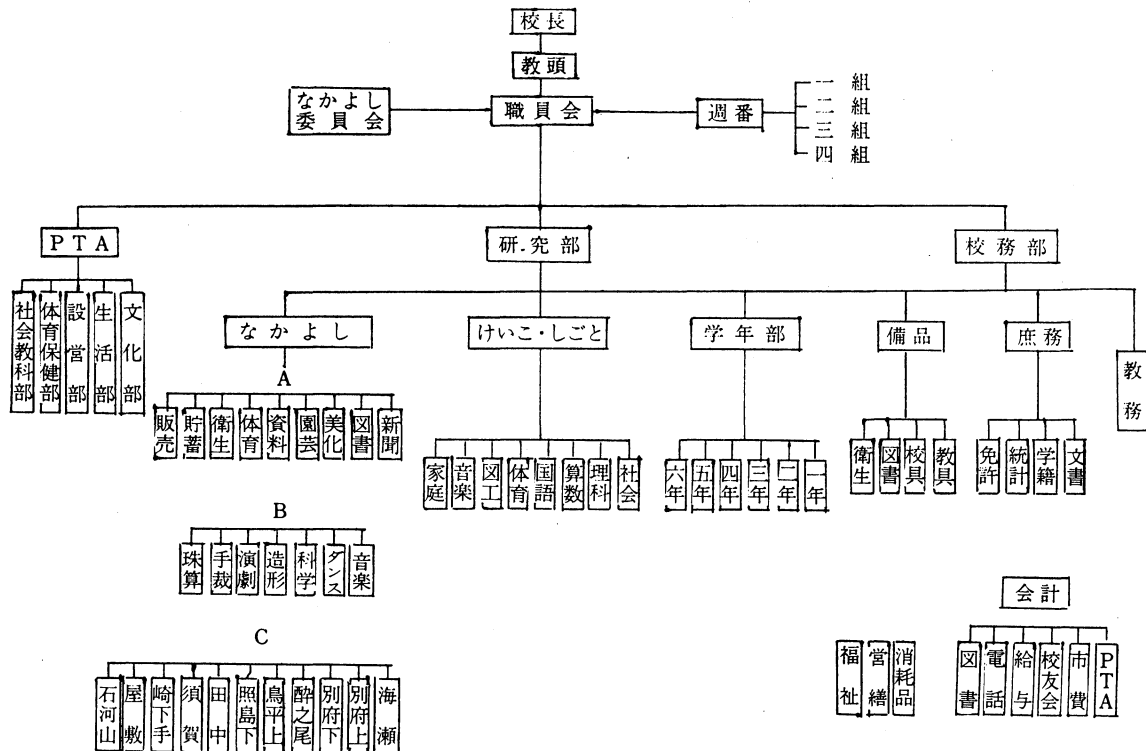 校長
教頭
なかよし
委員会
職員会
週番
一組
二組
三組
四組
PTA
研究部
校務部
社会教科部
体育保健部
設営部
生活部
文化部
なかよし
けいこ・しごと
学年部
備品
庶務
教務
A
販売
貯蓄
衛生
体育
資料
園芸
美化
図書
新聞
家庭
音楽
図工
体育
国語
算数
理科
社会
六年
五年
四年
三年
二年
一年
衛生
図書
校具
教具
免許
統計
学籍
文書
B
珠算
手裁
演劇
造形
科学
ダンス
音楽
会計
C
福祉
営繕
消耗品
図書
電話
給与
校友会
市費
PTA
石河山
屋敷
崎下手
須賀
田中
照島下
鳥平上
酔之尾
別府下
別府上
海瀬